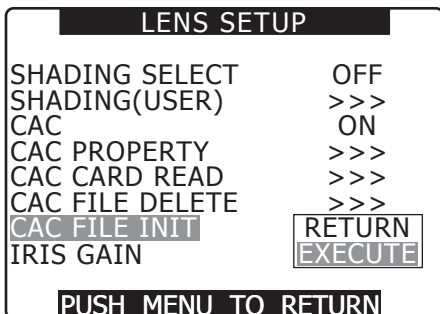 LENS SETUP
SHADING SELECT OFF
SHADING(USER) >>>
CAC ON
CAC PROPERTY >>>
CAC CARD READ >>>
CAC FILE DELETE >>>
CAC FILE INIT RETURN
IRIS GAIN EXECUTE
PUSH MENU TO RETURN